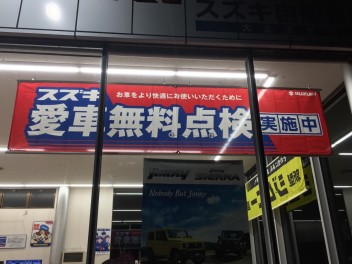 スズキ
お車をより快適にお使いいただくために
SUZUKI
スズキ
愛車無料点検
実施中
Jimny SIERRA
Nobody But Jimny